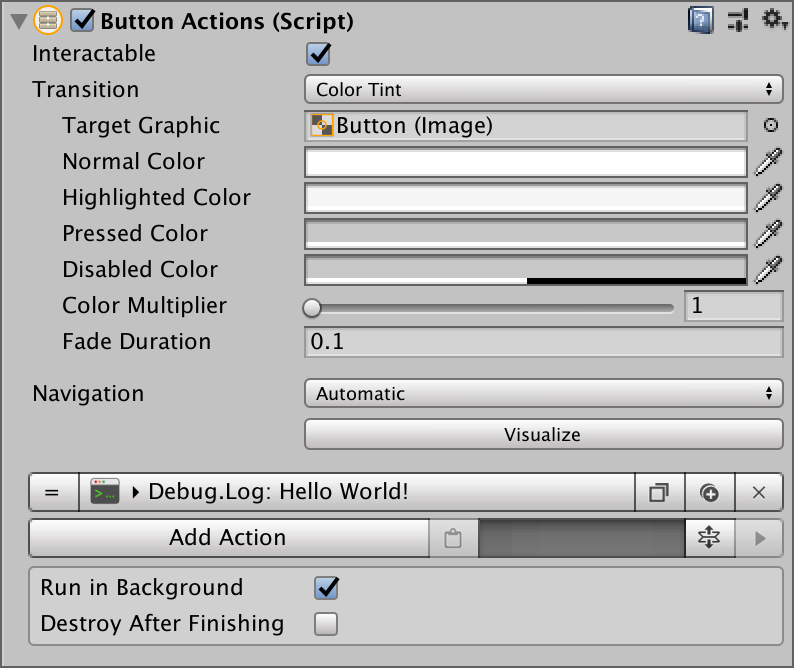 Button Actions (Script)
Interactable
Transition Color Tint
Target Graphic Button (Image)
Normal Color
Highlighted Color
Pressed Color
Disabled Color
Color Multiplier 1
Fade Duration 0.1
Navigation Automatic
Visualize
= >... Debug.Log: Hello World!
Add Action
Run in Background
Destroy After Finishing